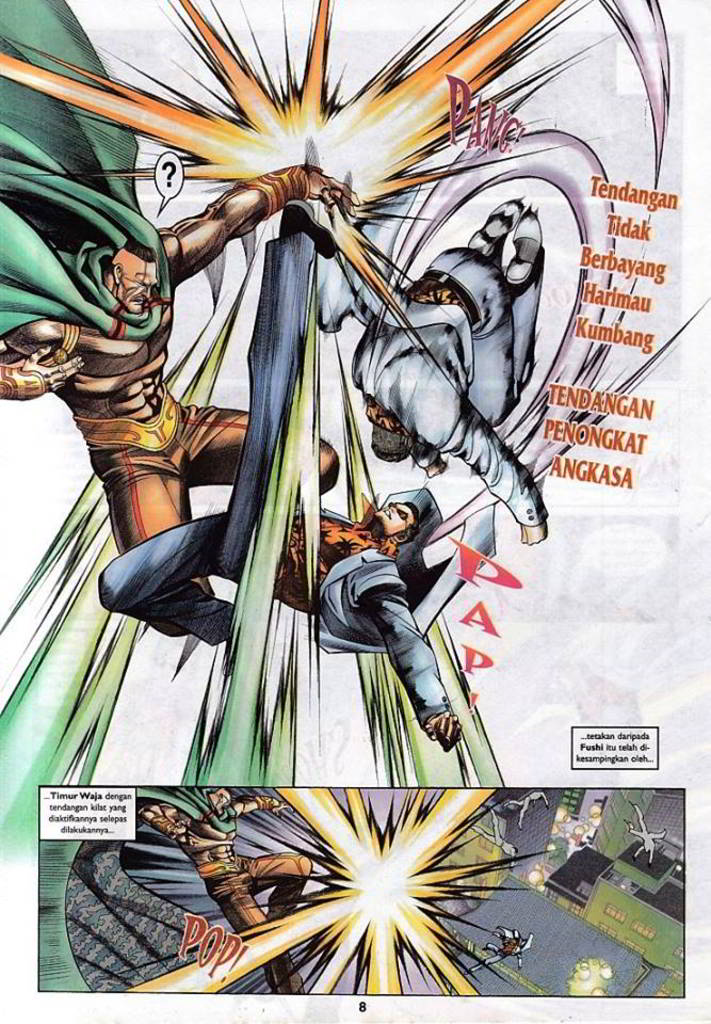 PANG!
?
Tendangan
Tidak
Berbayang
Harimau
Kumbang
TENDANGAN
PENONGKAT
ANGKASA
PAP!
...tetakan daripada
Fushi itu telah di-
kesampingkan oleh...
...Timur Waja dengan
tendangan kilat yang
diaktifkannya selepas
dilakukannya...
POP!
8